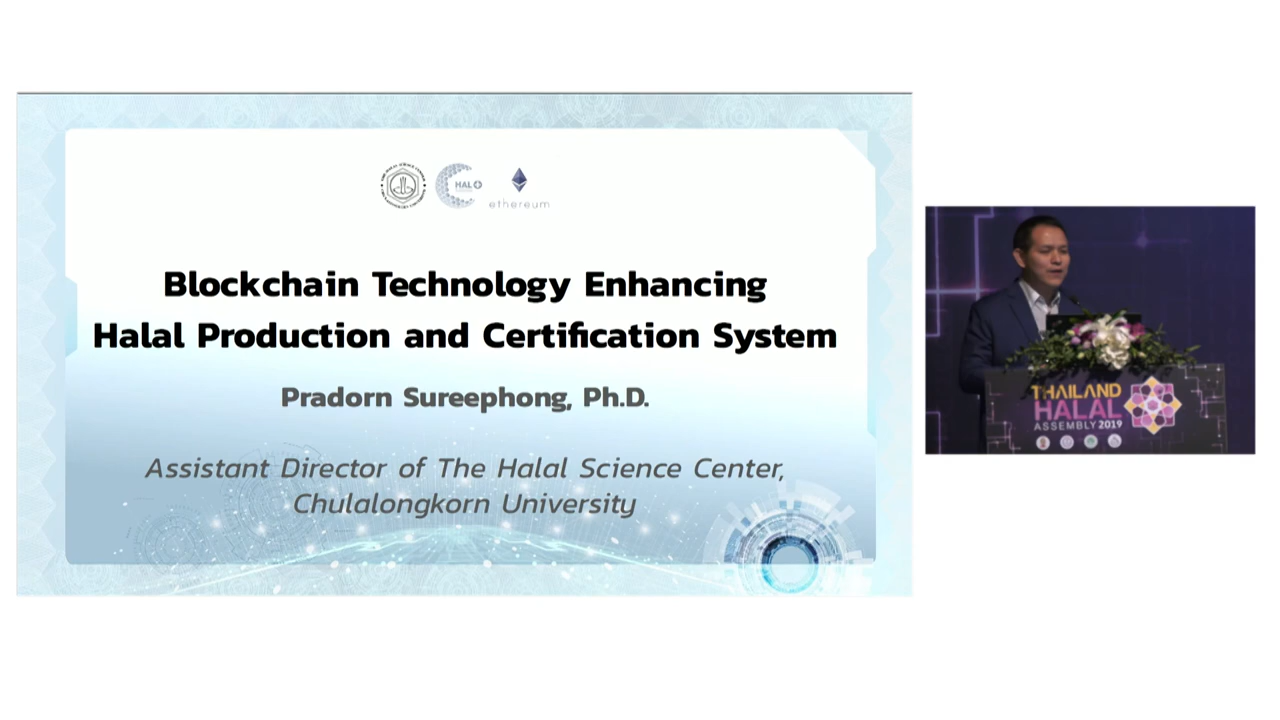 HAL
ethereum
Blockchain Technology Enhancing
Halal Production and Certification System
Pradorn Sureephong, Ph.D.
Assistant Director of The Halal Science Center,
Chulalongkorn University
THAILAND
HALAL
ASSEMBLY 2019